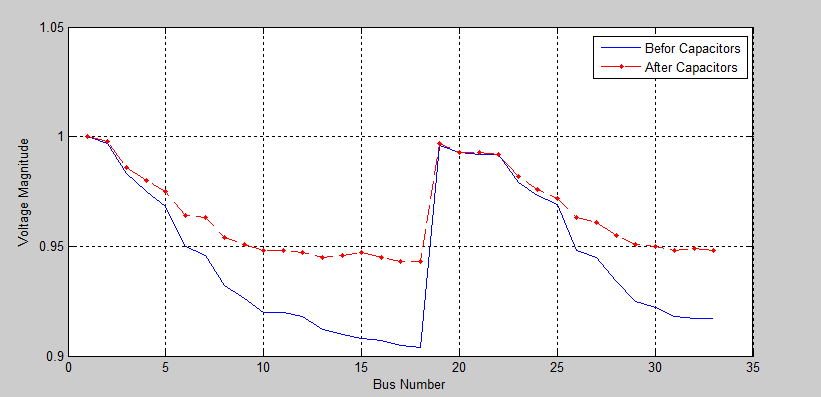 1.05
Befor Capacitors
After Capacitors
1
Voltage Magnitude
0.95
0.9
0 5 10 15 20 25 30 35
Bus Number